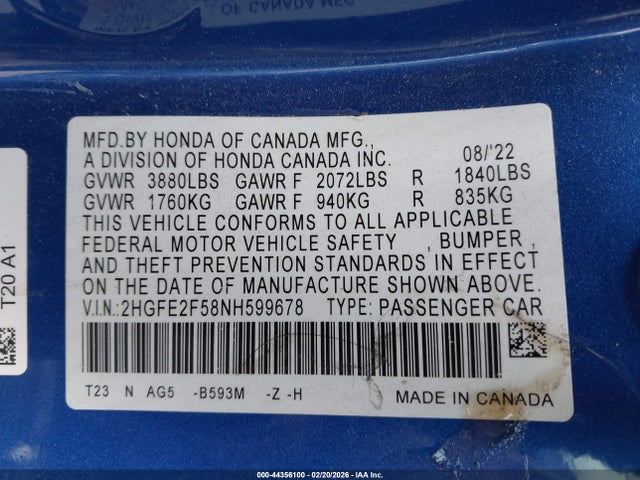 MFD.BY HONDA OF CANADA MFG.,
A DIVISION OF HONDA CANADA INC. 08/'22
GVWR 3880LBS GAWR F 2072LBS R 1840LBS
GVWR 1760KG GAWR F 940KG R 835KG
THIS VEHICLE CONFORMS TO ALL APPLICABLE
FEDERAL MOTOR VEHICLE SAFETY , BUMPER ,
AND THEFT PREVENTION STANDARDS IN EFFECT
ON THE DATE OF MANUFACTURE SHOWN ABOVE.
V.I.N.:2HGFE2F58NH599678 TYPE: PASSENGER CAR
T23 N AG5 -B593M -Z -H MADE IN CANADA
T20 A1
000-44356100 - 02/20/2026 - IAA Inc.